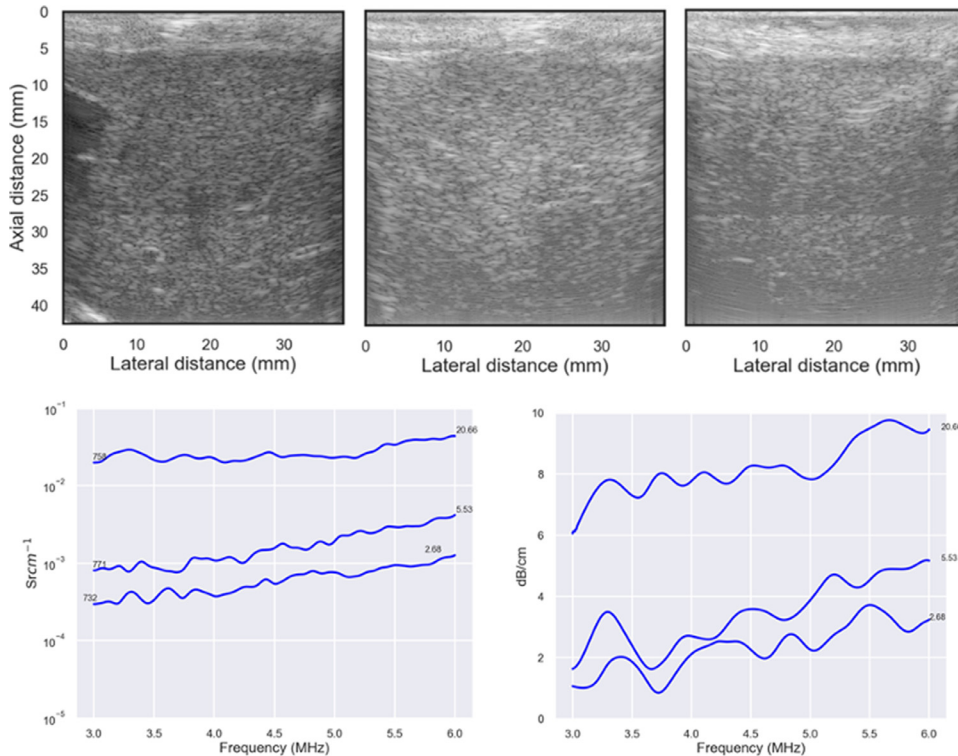 0
5
10
15
20
25
30
35
40
Axial distance (mm)
0 10 20 30
Lateral distance (mm)
0 10 20 30
Lateral distance (mm)
0 10 20 30
Lateral distance (mm)
10⁻¹
10⁻²
10⁻³
10⁻⁴
10⁻⁵
Srcm⁻¹
758
771
732
20.66
5.53
2.68
3.0 3.5 4.0 4.5 5.0 5.5 6.0
Frequency (MHz)
10
8
6
4
2
0
dB/cm
5.53
2.68
3.0 3.5 4.0 4.5 5.0 5.5 6.0
Frequency (MHz)